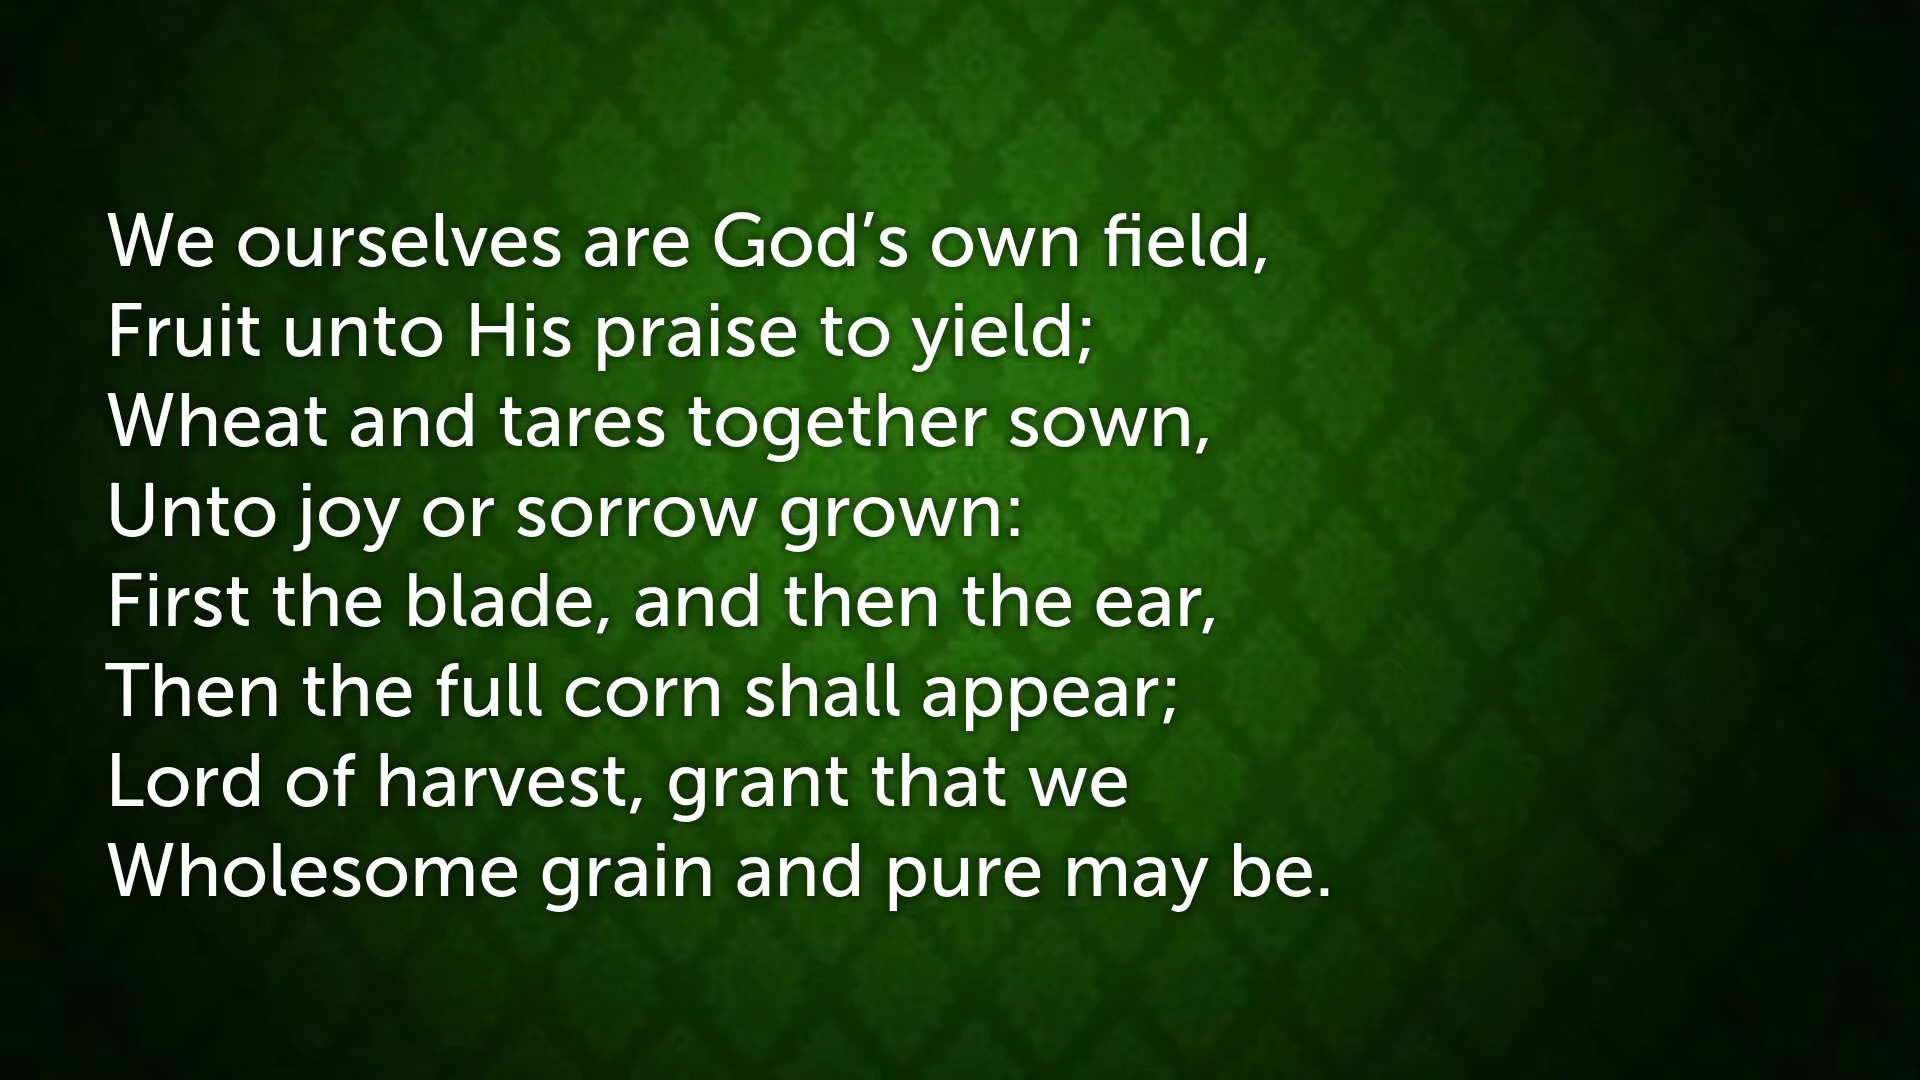 We ourselves are God’s own field,
Fruit unto His praise to yield;
Wheat and tares together sown,
Unto joy or sorrow grown:
First the blade, and then the ear,
Then the full corn shall appear;
Lord of harvest, grant that we
Wholesome grain and pure may be.